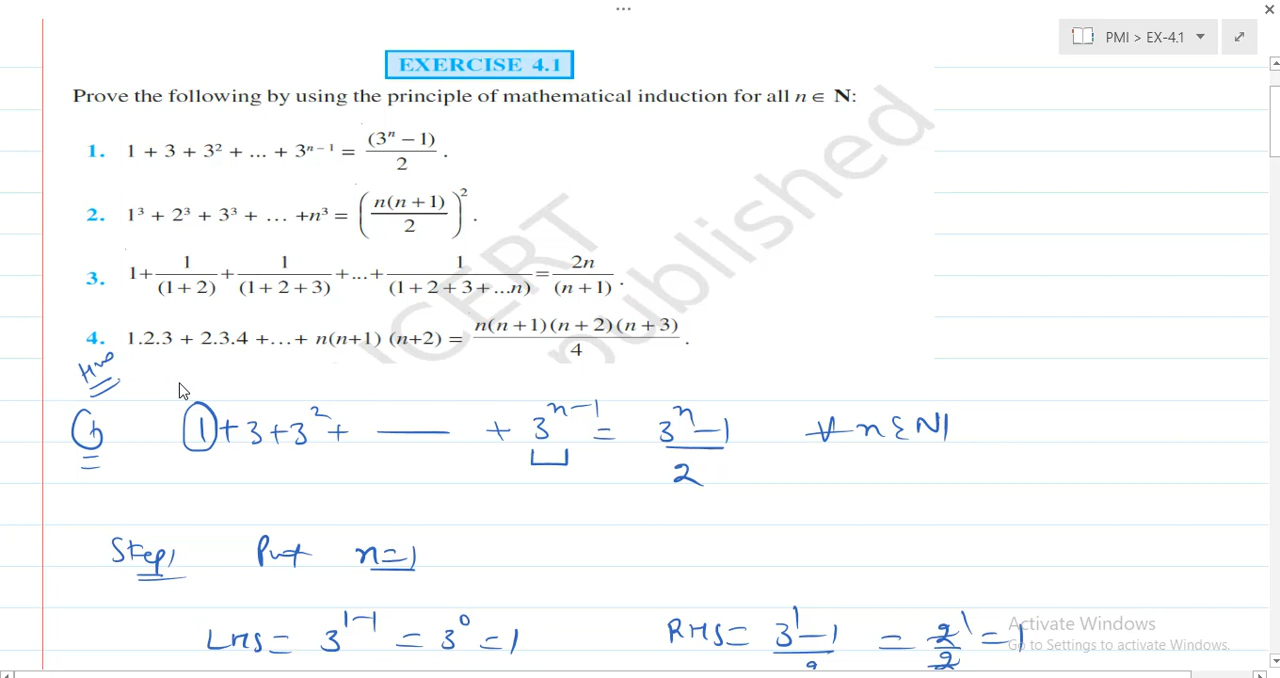 ...
PMI > EX-4.1
EXERCISE 4.1
Prove the following by using the principle of mathematical induction for all n ∈ N:
1. 1 + 3 + 3² + ... + 3ⁿ⁻¹ = (3ⁿ – 1)/2 .
2. 1³ + 2³ + 3³ + … +n³ = (n(n+1)/2)² .
3. 1+ 1/(1+2) + 1/(1+2+3) +...+ 1/(1+2+3+...n) = 2n/(n+1) .
4. 1.2.3 + 2.3.4 +…+ n(n+1) (n+2) = n(n+1)(n+2)(n+3)/4 .
1 + 3 + 3² + —— + 3ⁿ⁻¹ = 3ⁿ – 1/2 ∀ n ∈ N
Step 1 Put n=1
LHS = 3¹⁻¹ = 3⁰ = 1 RHS = 3¹ – 1/2 = 2/2 = 1
Activate Windows
Go to Settings to activate Windows.
CERT
published